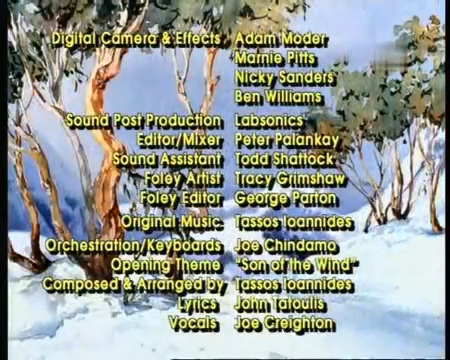 Digital Camera & Effects Adam Moder
Marnie Pitts
Nicky Sanders
Ben Williams
Sound Post Production Labsonics
Editor/Mixer Peter Palankay
Sound Assistant Todd Shattock
Foley Artist Tracy Grimshaw
Foley Editor George Parton
Original Music Tassos Ioannides
Orchestration/Keyboards Joe Chindamo
Opening Theme "Son of the Wind"
Composed & Arranged by Tassos Ioannides
Lyrics John Tatoulis
Vocals Joe Creighton